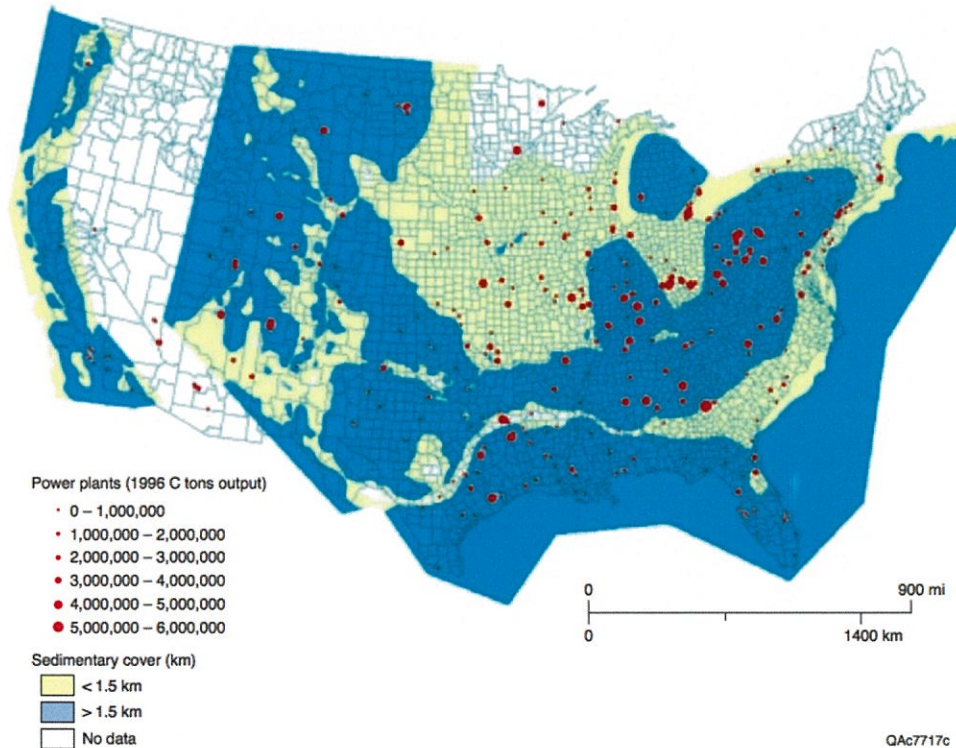 Power plants (1996 C tons output)
0 – 1,000,000
1,000,000 – 2,000,000
2,000,000 – 3,000,000
3,000,000 – 4,000,000
4,000,000 – 5,000,000
5,000,000 – 6,000,000
Sedimentary cover (km)
< 1.5 km
> 1.5 km
No data
0 900 mi
0 1400 km
QAc7717c